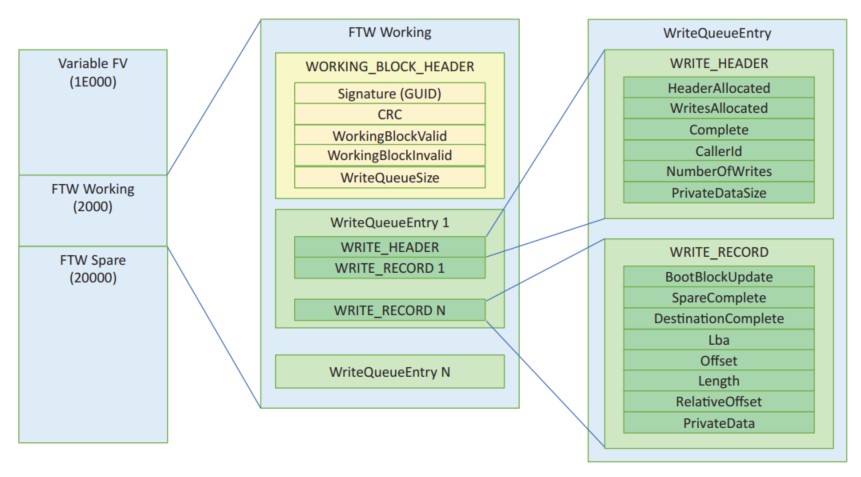 Variable FV
(1E000)
FTW Working
(2000)
FTW Spare
(20000)
FTW Working
WORKING_BLOCK_HEADER
Signature (GUID)
CRC
WorkingBlockValid
WorkingBlockInvalid
WriteQueueSize
WriteQueueEntry 1
WRITE_HEADER
WRITE_RECORD 1
WRITE_RECORD N
WriteQueueEntry N
WriteQueueEntry
WRITE_HEADER
HeaderAllocated
WritesAllocated
Complete
CallerId
NumberOfWrites
PrivateDataSize
WRITE_RECORD
BootBlockUpdate
SpareComplete
DestinationComplete
Lba
Offset
Length
RelativeOffset
PrivateData